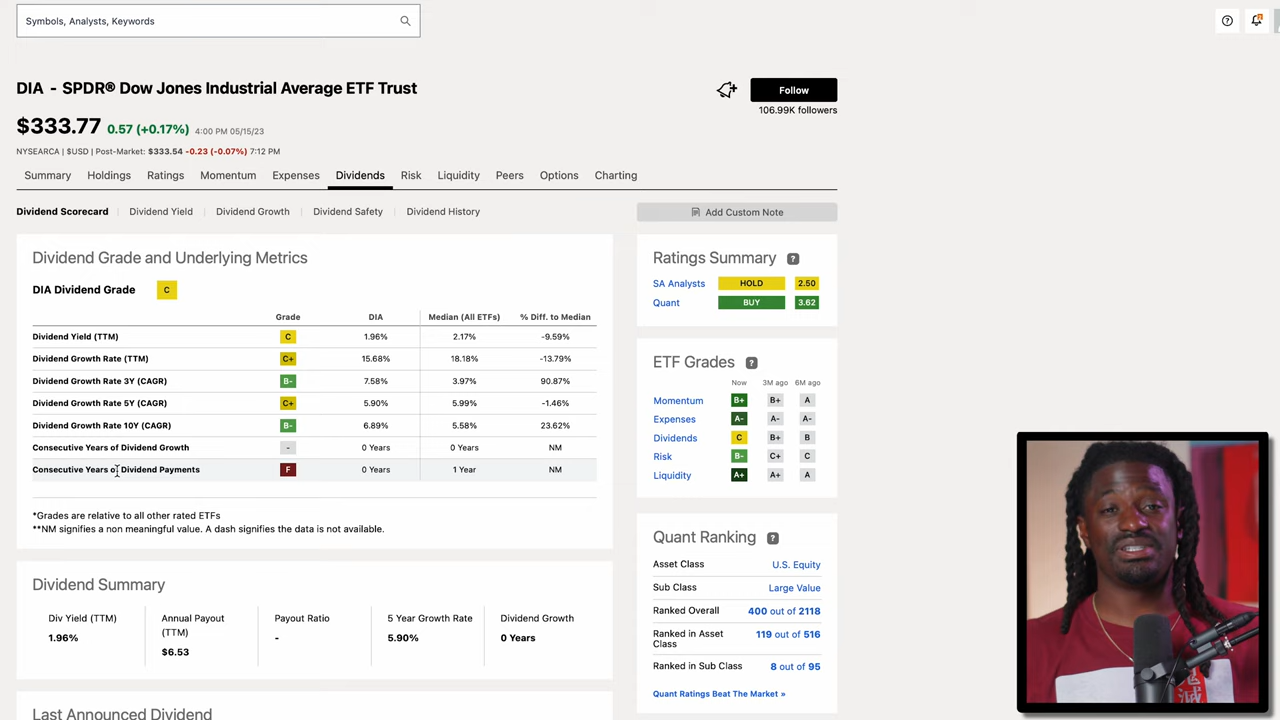 Symbols, Analysts, Keywords
DIA - SPDR® Dow Jones Industrial Average ETF Trust
Follow
106.99K followers
$333.77 0.57 (+0.17%) 4:00 PM 05/15/23
NYSEARCA | $USD | Post-Market: $333.54 -0.23 (-0.07%) 7:12 PM
Summary Holdings Ratings Momentum Expenses Dividends Risk Liquidity Peers Options Charting
Dividend Scorecard Dividend Yield Dividend Growth Dividend Safety Dividend History
Add Custom Note
Dividend Grade and Underlying Metrics
DIA Dividend Grade C
Grade DIA Median (All ETFs) % Diff. to Median
Dividend Yield (TTM) C 1.96% 2.17% -9.59%
Dividend Growth Rate (TTM) C+ 15.68% 18.18% -13.79%
Dividend Growth Rate 3Y (CAGR) B- 7.58% 3.97% 90.87%
Dividend Growth Rate 5Y (CAGR) C+ 5.90% 5.99% -1.46%
Dividend Growth Rate 10Y (CAGR) B- 6.89% 5.58% 23.62%
Consecutive Years of Dividend Growth - 0 Years 0 Years NM
Consecutive Years of Dividend Payments F 0 Years 1 Year NM
*Grades are relative to all other rated ETFs
**NM signifies a non meaningful value. A dash signifies the data is not available.
Dividend Summary
Div Yield (TTM)
1.96%
Annual Payout
(TTM)
$6.53
Payout Ratio
-
5 Year Growth Rate
5.90%
Dividend Growth
0 Years
Last Announced Dividend
Ratings Summary ?
SA Analysts HOLD 2.50
Quant BUY 3.62
ETF Grades ?
Now 3M ago 6M ago
Momentum B+ B+ A
Expenses A- A- A-
Dividends C B+ B
Risk B- C+ C
Liquidity A+ A+ A
Quant Ranking ?
Asset Class U.S. Equity
Sub Class Large Value
Ranked Overall 400 out of 2118
Ranked in Asset
Class 119 out of 516
Ranked in Sub Class 8 out of 95
Quant Ratings Beat The Market »